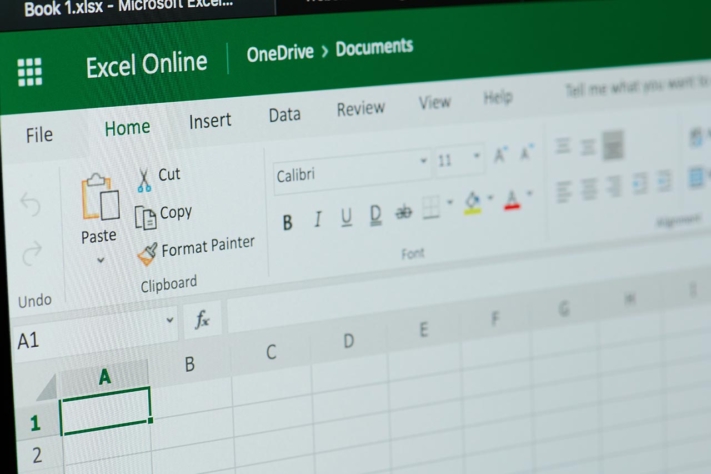 Book 1.xlsx - Microsoft Excel...
Excel Online OneDrive > Documents
File Home Insert Data Review View Help Tell me what you want to
Cut
Copy
Format Painter
Paste
Clipboard
Undo
Calibri 11
B I U D ab
A A A
Font
Alignment
A1 fx
A B C D E F G H I
1
2